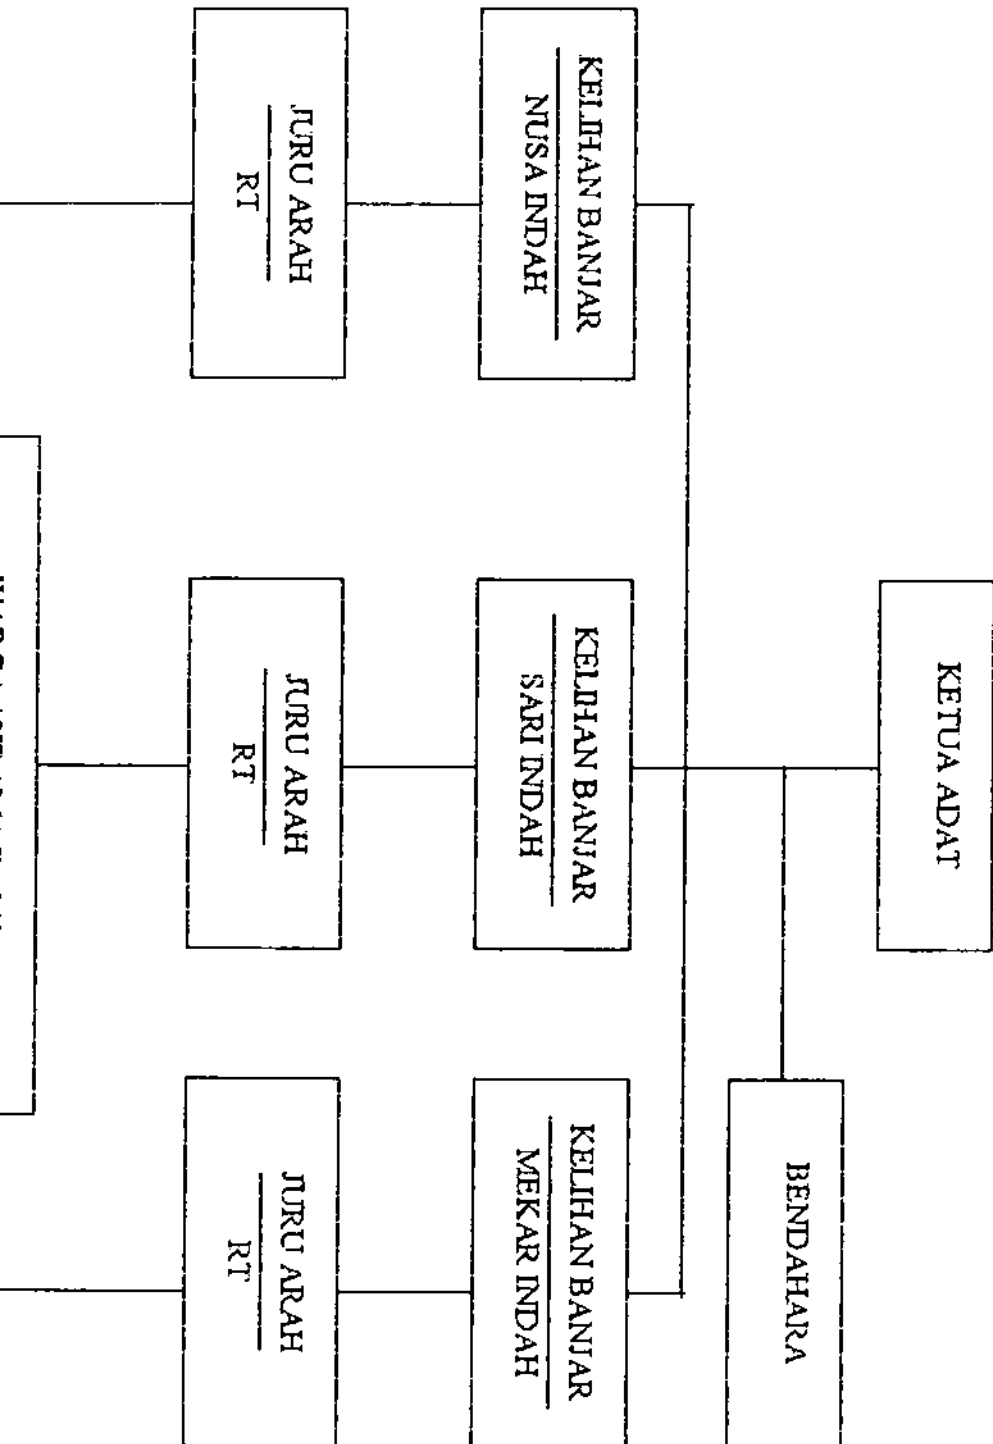 KETUA ADAT
BENDAHARA
KELIHAN BANJAR
NUSA INDAH
KELIHAN BANJAR
SARI INDAH
KELIHAN BANJAR
MEKAR INDAH
JURU ARAH
RT
JURU ARAH
RT
JURU ARAH
RT